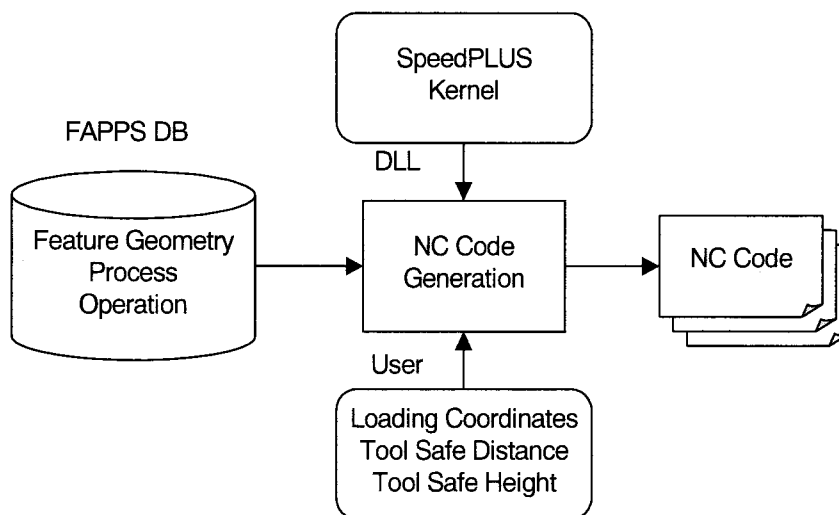 SpeedPLUS
Kernel
FAPPS DB
DLL
Feature Geometry
Process
Operation
NC Code
Generation
NC Code
User
Loading Coordinates
Tool Safe Distance
Tool Safe Height